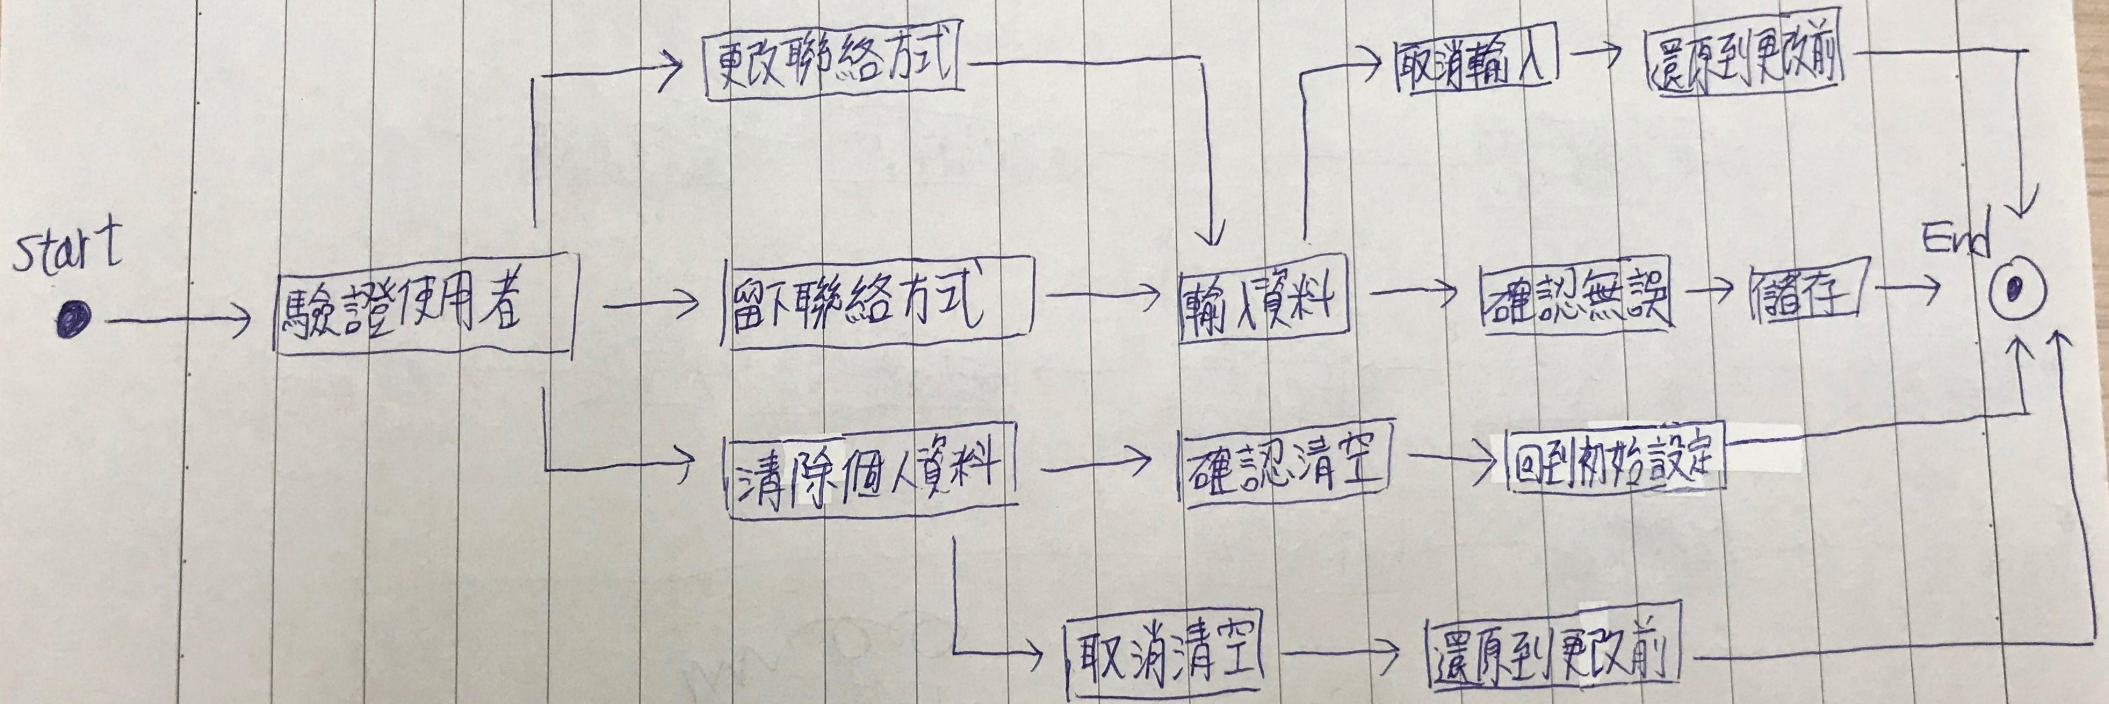 start
驗證使用者
更改聯絡方式
留下聯絡方式
清除個人資料
輸入資料
取消輸入
還原到更改前
確認無誤
儲存
End
確認清空
回到初始設定
取消清空
還原到更改前